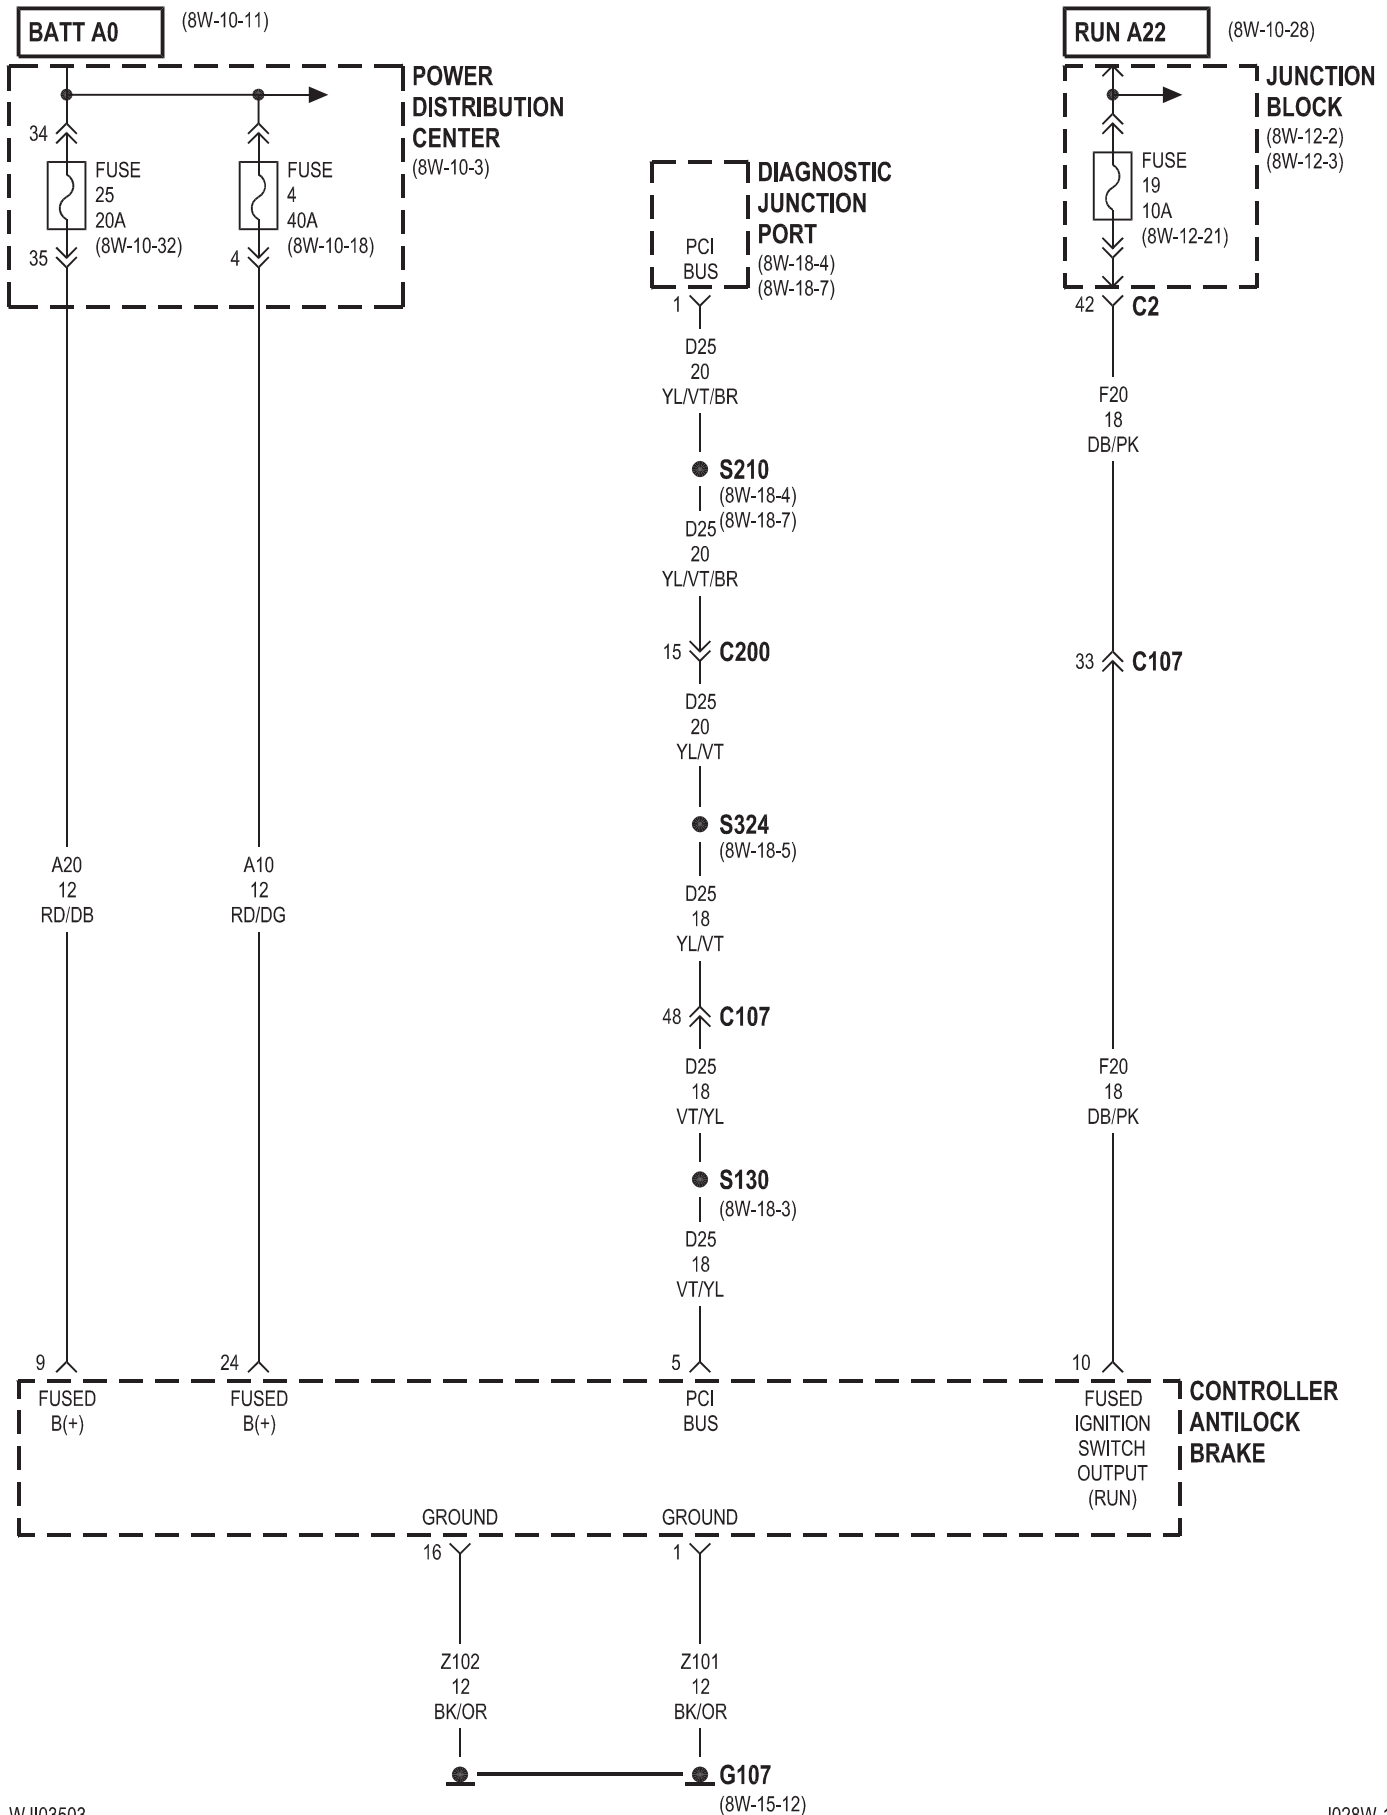 BATT A0
(8W-10-11)
RUN A22
(8W-10-28)
POWER
DISTRIBUTION
CENTER
(8W-10-3)
34
FUSE
25
20A
(8W-10-32)
35
FUSE
4
40A
(8W-10-18)
4
DIAGNOSTIC
JUNCTION
PORT
(8W-18-4)
(8W-18-7)
PCI
BUS
1
JUNCTION
BLOCK
(8W-12-2)
(8W-12-3)
FUSE
19
10A
(8W-12-21)
42
C2
D25
20
YL/VT/BR
F20
18
DB/PK
S210
(8W-18-4)
(8W-18-7)
D25
20
YL/VT/BR
15
C200
33
C107
D25
20
YL/VT
S324
(8W-18-5)
A20
12
RD/DB
A10
12
RD/DG
D25
18
YL/VT
48
C107
D25
18
VT/YL
F20
18
DB/PK
S130
(8W-18-3)
D25
18
VT/YL
9
24
5
10
FUSED
B(+)
FUSED
B(+)
PCI
BUS
FUSED
IGNITION
SWITCH
OUTPUT
(RUN)
CONTROLLER
ANTILOCK
BRAKE
GROUND
GROUND
16
1
Z102
12
BK/OR
Z101
12
BK/OR
G107
(8W-15-12)